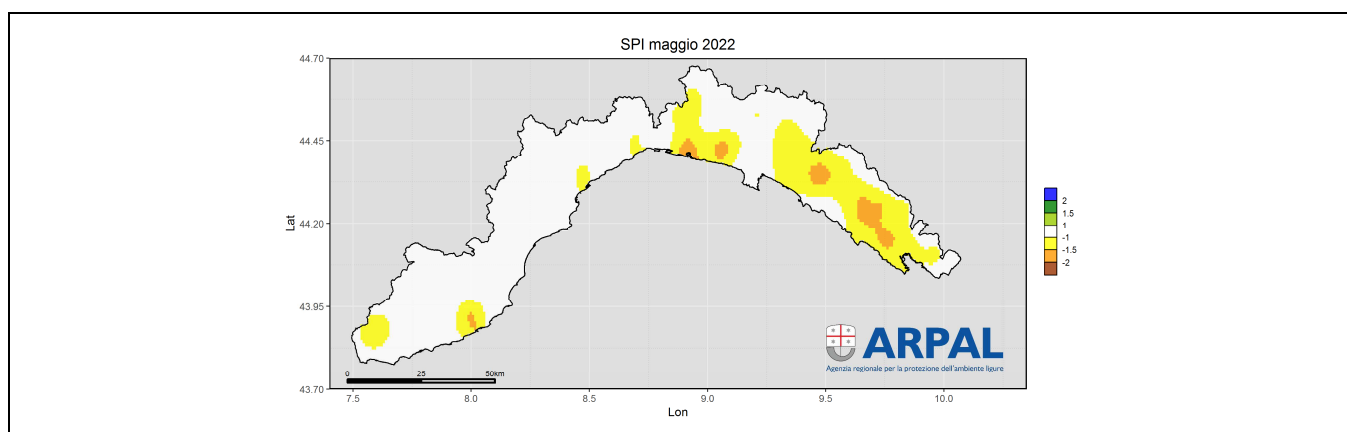 SPI maggio 2022
44.70
44.45
44.20
43.95
43.70
Lat
2
1.5
1
-1
-1.5
-2
ARPAL
Agenzia regionale per la protezione dell'ambiente ligure
0 25 50km
7.5 8.0 8.5 9.0 9.5 10.0
Lon